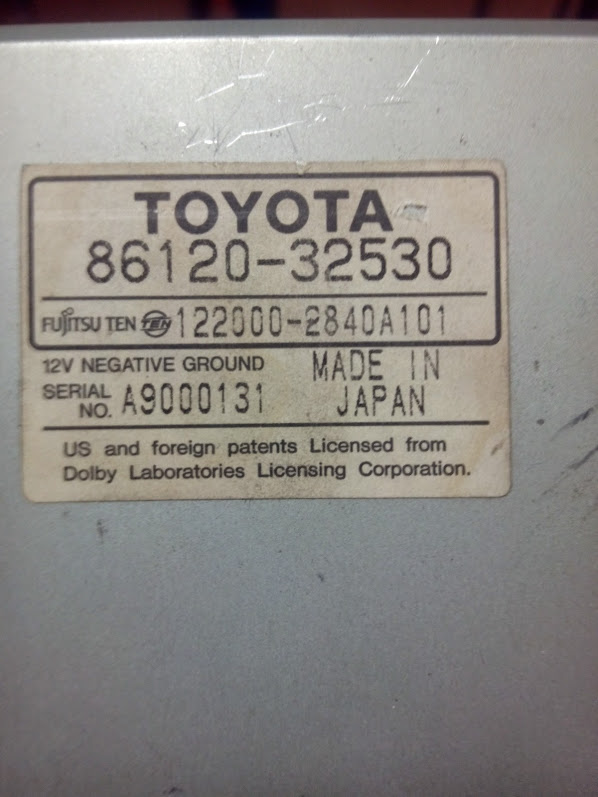 TOYOTA
86120-32530
FUJITSU TEN TEN 122000-2840A101
12V NEGATIVE GROUND MADE IN
SERIAL NO. A9000131 JAPAN
US and foreign patents Licensed from
Dolby Laboratories Licensing Corporation.